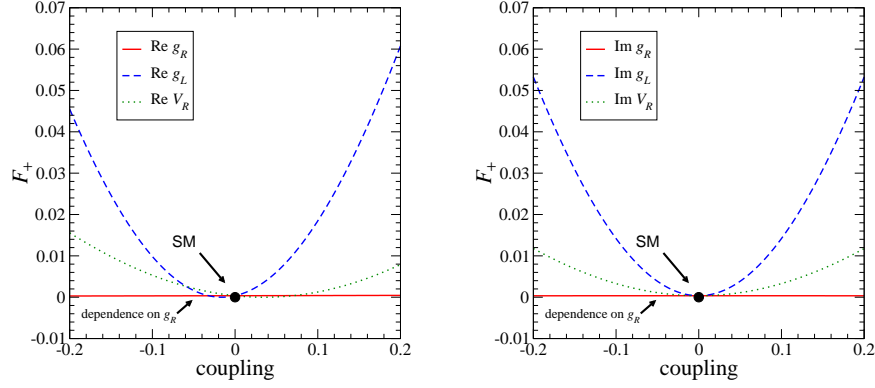 0.07
0.06
0.05
0.04
0.03
0.02
0.01
0
-0.01
F+
Re gR
Re gL
Re VR
SM
dependence on gR
-0.2 -0.1 0 0.1 0.2
coupling
0.07
0.06
0.05
0.04
0.03
0.02
0.01
0
-0.01
F+
Im gR
Im gL
Im VR
SM
dependence on gR
-0.2 -0.1 0 0.1 0.2
coupling